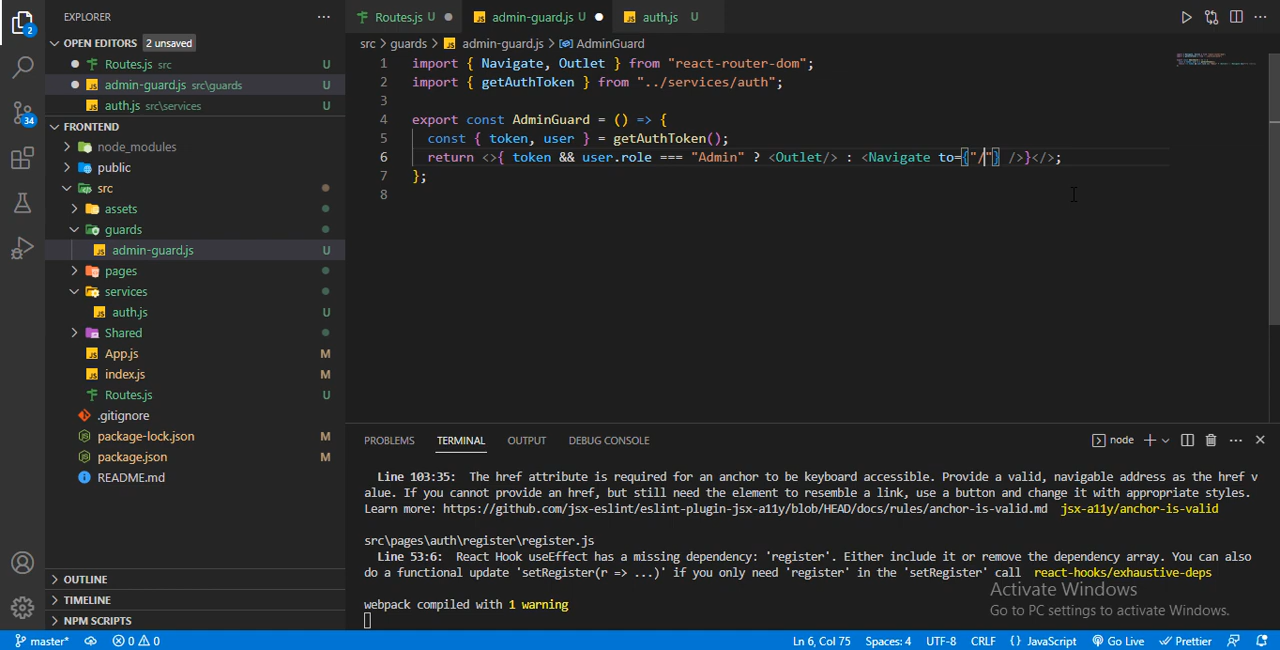 EXPLORER
Routes.js U
admin-guard.js U
auth.js U
OPEN EDITORS 2 unsaved
Routes.js src U
admin-guard.js src\guards U
auth.js src\services U
FRONTEND
node_modules
public
src
assets
guards
admin-guard.js U
pages
services
auth.js U
Shared
App.js M
index.js M
Routes.js U
.gitignore
package-lock.json M
package.json M
README.md
OUTLINE
TIMELINE
NPM SCRIPTS
2
34
src > guards > admin-guard.js > AdminGuard
1 import { Navigate, Outlet } from "react-router-dom";
2 import { getAuthToken } from "../services/auth";
3
4 export const AdminGuard = () => {
5 const { token, user } = getAuthToken();
6 return <>{ token && user.role === "Admin" ? <Outlet/> : <Navigate to={"/"} />}</>;
7 };
8
PROBLEMS TERMINAL OUTPUT DEBUG CONSOLE
node
Line 103:35: The href attribute is required for an anchor to be keyboard accessible. Provide a valid, navigable address as the href v
alue. If you cannot provide an href, but still need the element to resemble a link, use a button and change it with appropriate styles.
Learn more: https://github.com/jsx-eslint/eslint-plugin-jsx-a11y/blob/HEAD/docs/rules/anchor-is-valid.md jsx-a11y/anchor-is-valid
src\pages\auth\register\register.js
Line 53:6: React Hook useEffect has a missing dependency: 'register'. Either include it or remove the dependency array. You can also
do a functional update 'setRegister(r => ...)' if you only need 'register' in the 'setRegister' call react-hooks/exhaustive-deps
webpack compiled with 1 warning
Activate Windows
Go to PC settings to activate Windows.
master* 0 0 Ln 6, Col 75 Spaces: 4 UTF-8 CRLF { } JavaScript Go Live Prettier